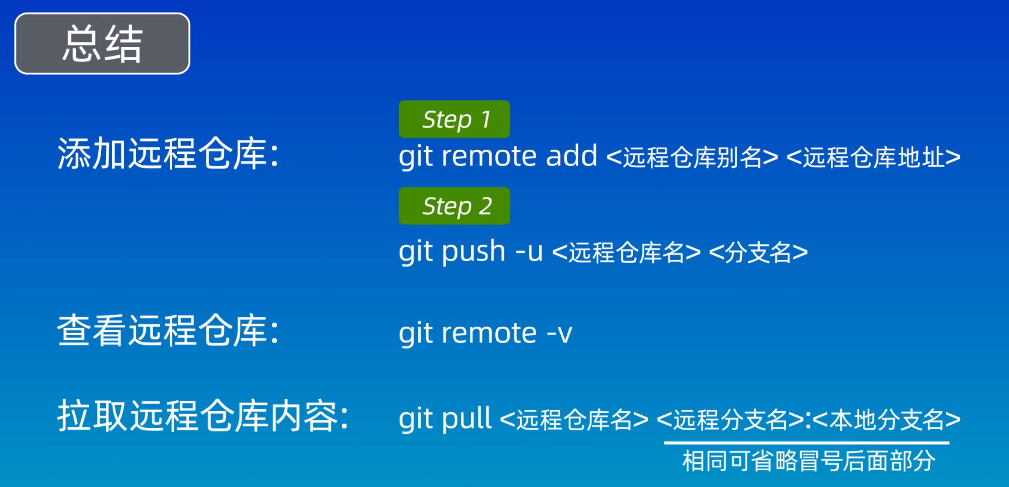 总结
Step 1
添加远程仓库: git remote add <远程仓库别名> <远程仓库地址>
Step 2
git push -u <远程仓库名> <分支名>
查看远程仓库: git remote -v
拉取远程仓库内容: git pull <远程仓库名> <远程分支名>:<本地分支名>
相同可省略冒号后面部分